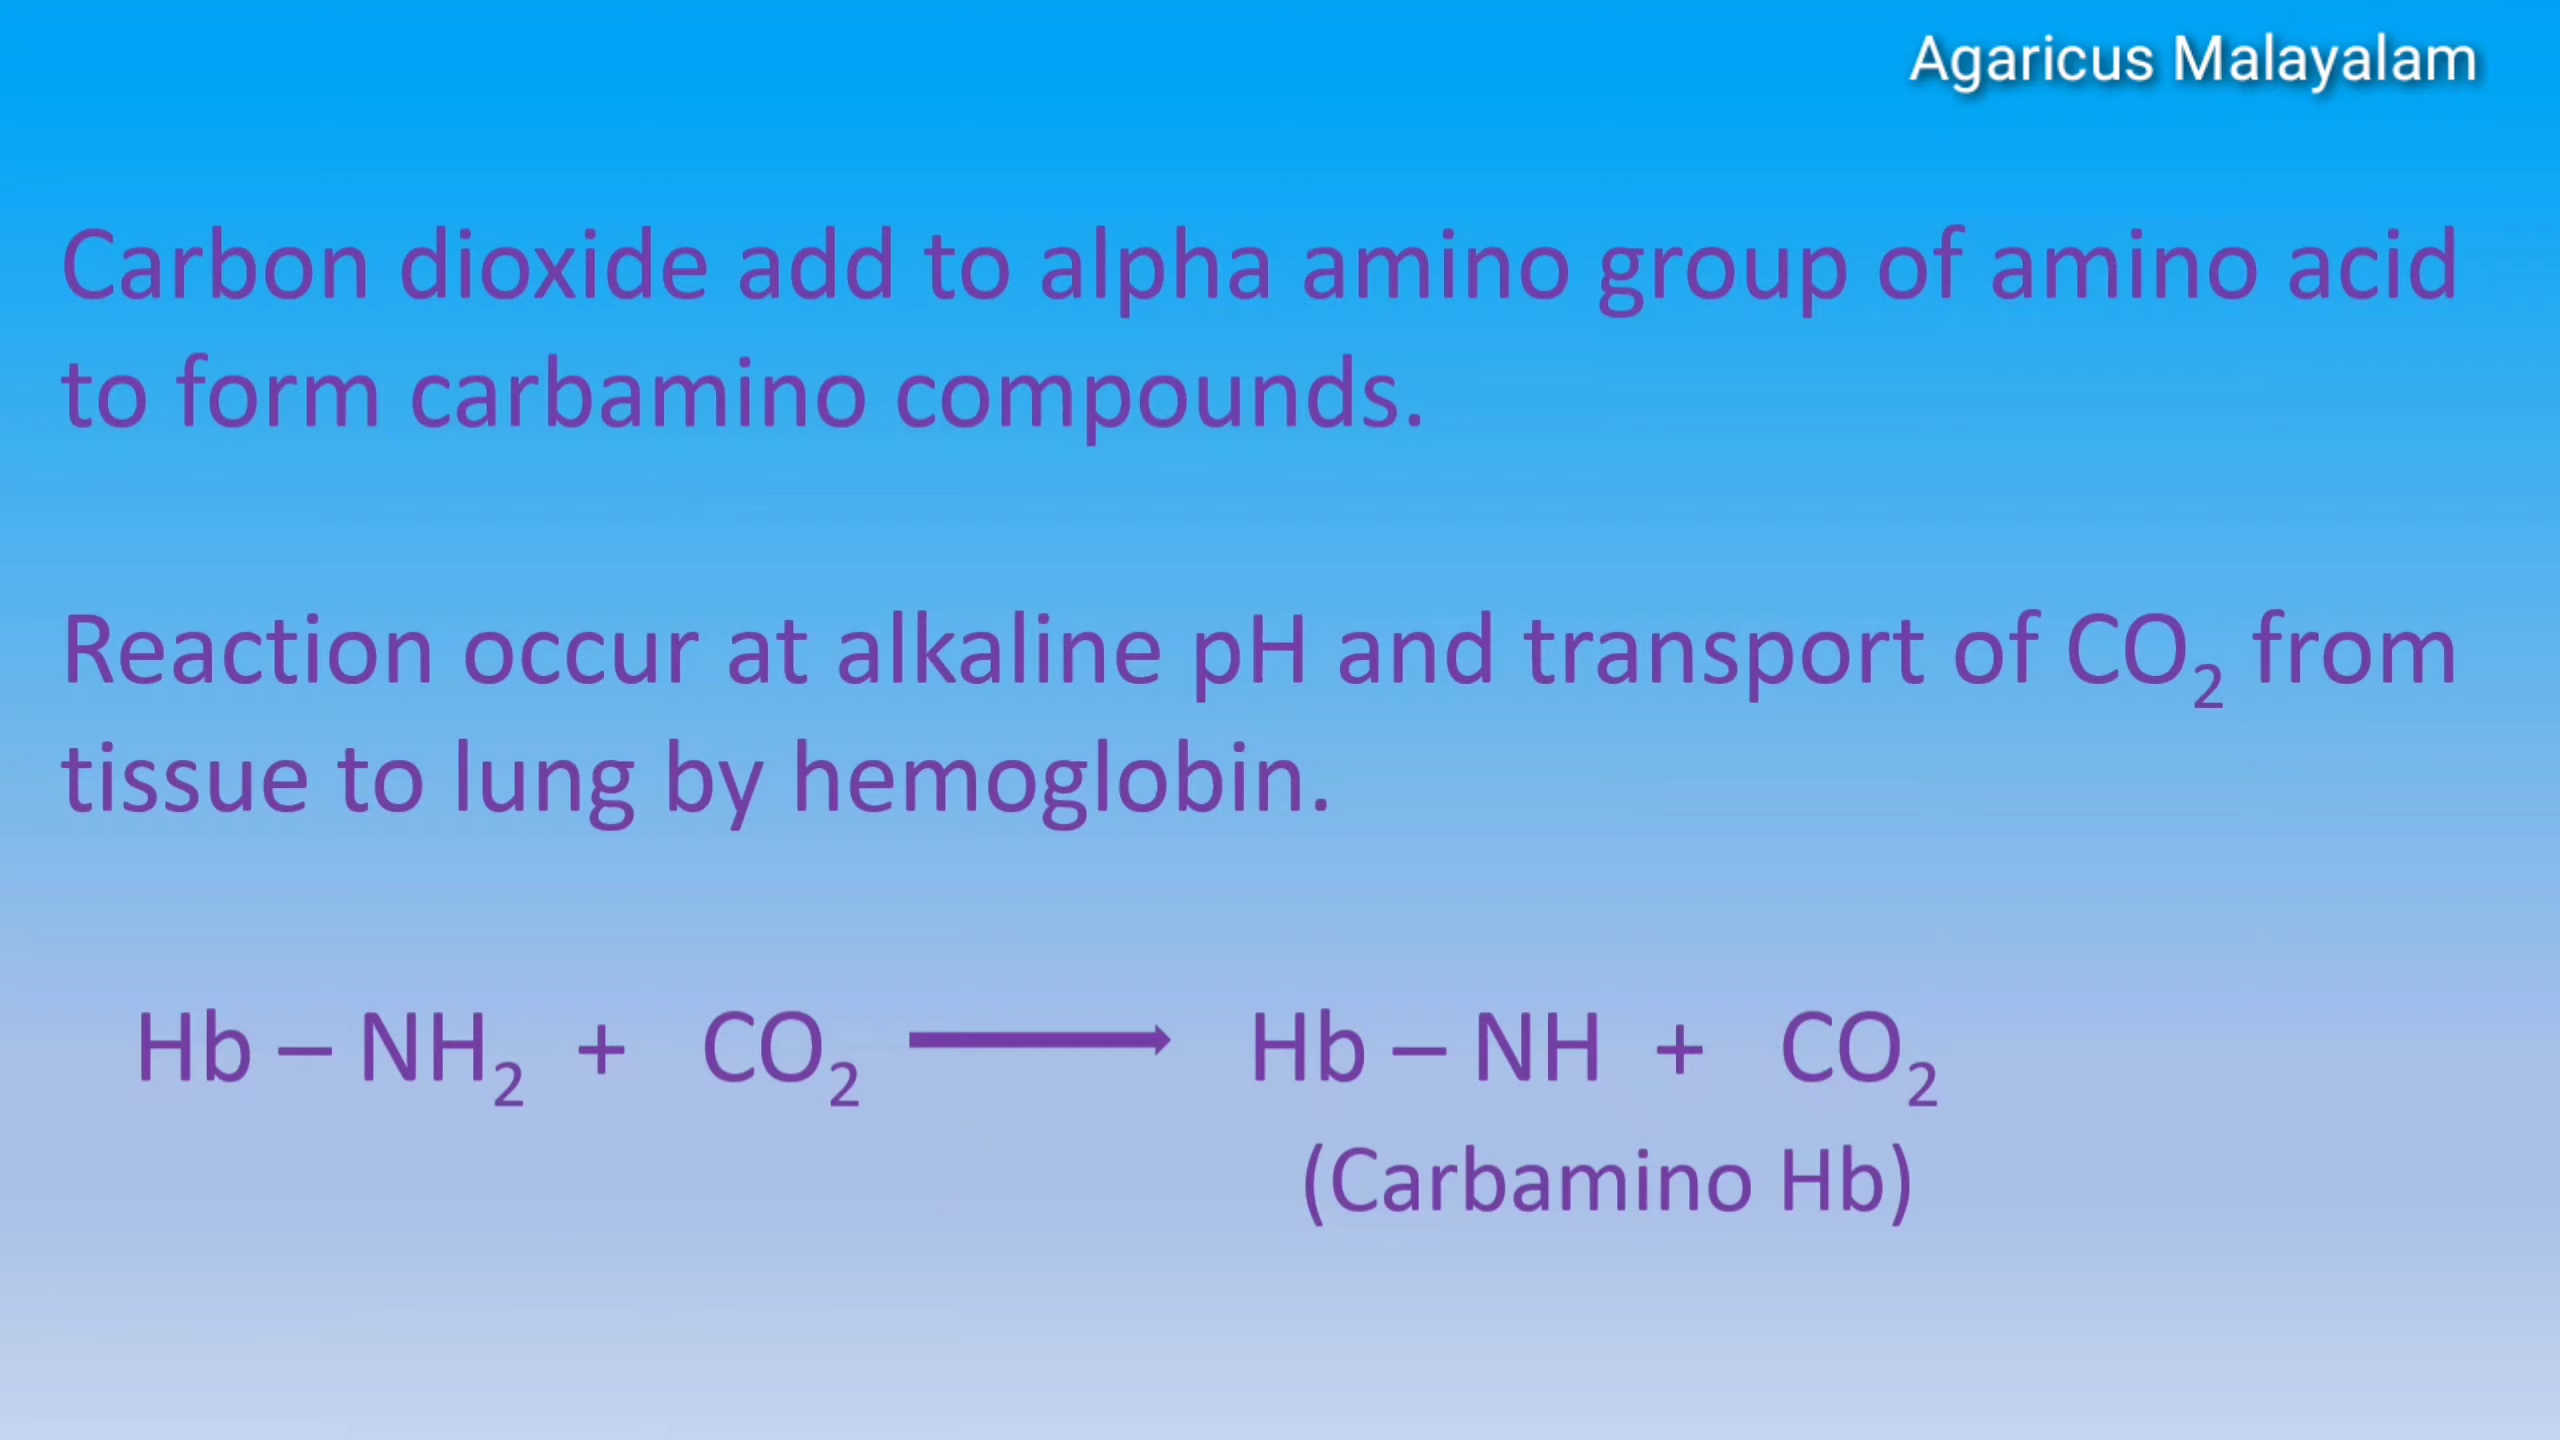 Agaricus Malayalam
Carbon dioxide add to alpha amino group of amino acid
to form carbamino compounds.
Reaction occur at alkaline pH and transport of CO₂ from
tissue to lung by hemoglobin.
Hb – NH₂ + CO₂ ⟶ Hb – NH + CO₂
(Carbamino Hb)